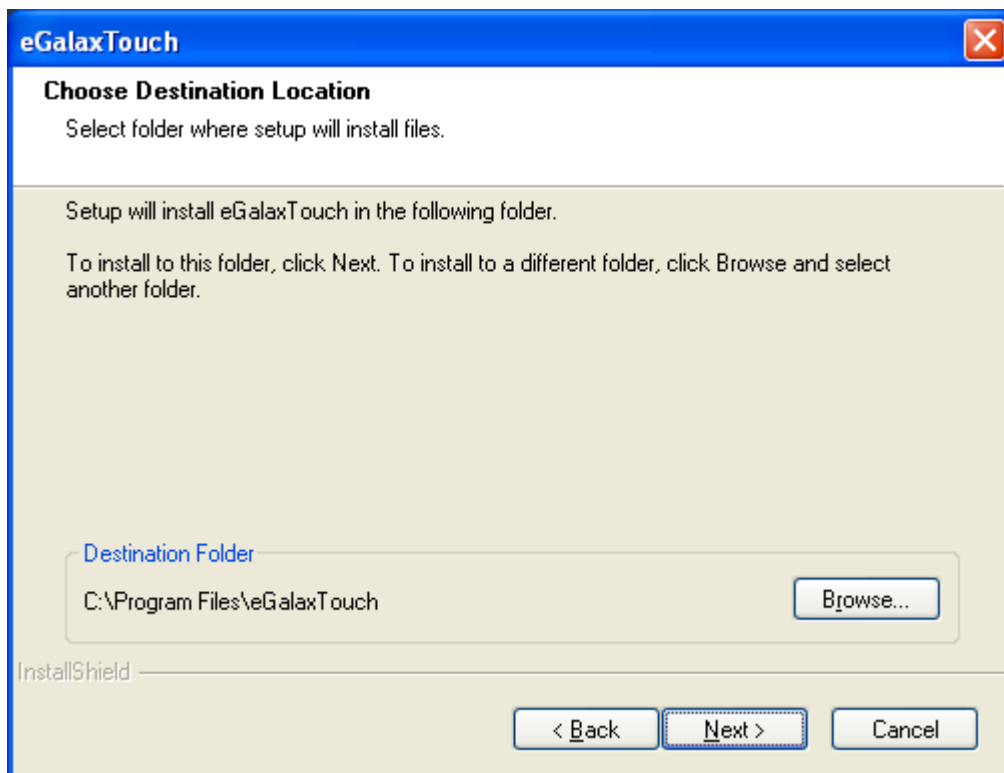 eGalaxTouch
Choose Destination Location
Select folder where setup will install files.
Setup will install eGalaxTouch in the following folder.
To install to this folder, click Next. To install to a different folder, click Browse and select
another folder.
Destination Folder
C:\Program Files\eGalaxTouch
Browse...
InstallShield
< Back
Next >
Cancel